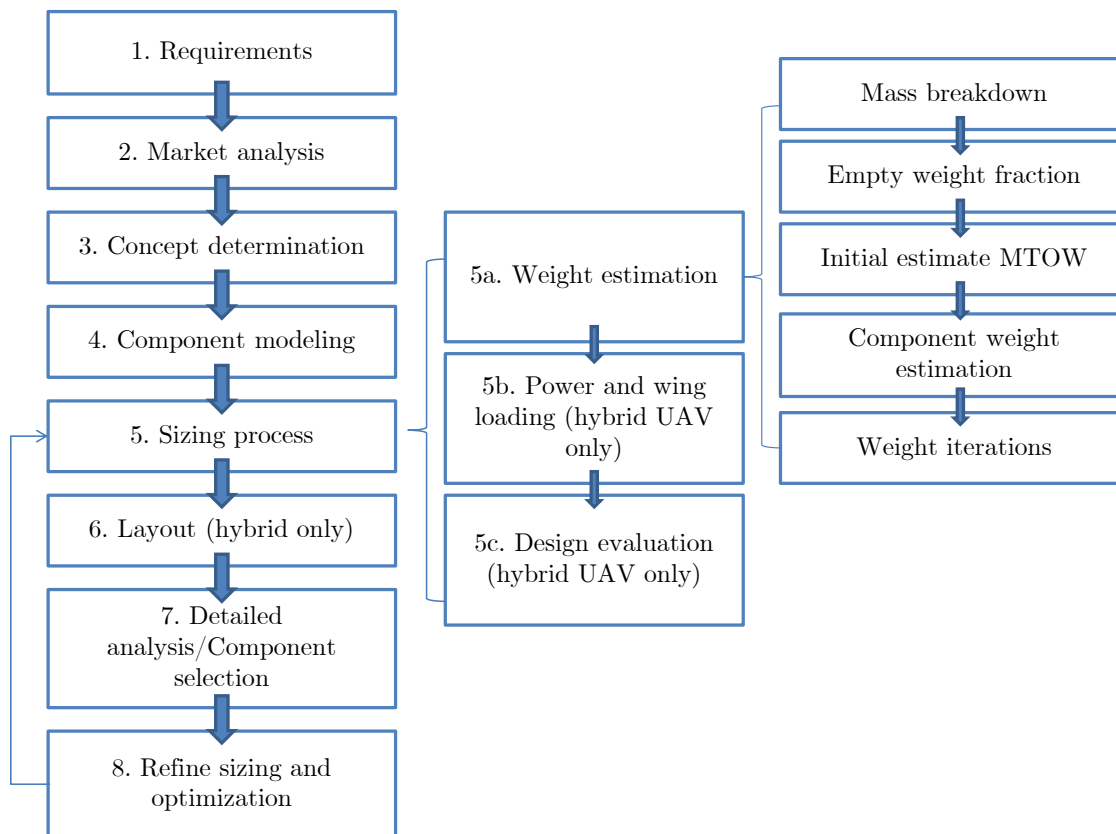 1. Requirements
2. Market analysis
3. Concept determination
4. Component modeling
5. Sizing process
6. Layout (hybrid only)
7. Detailed
analysis/Component
selection
8. Refine sizing and
optimization
5a. Weight estimation
5b. Power and wing
loading (hybrid UAV
only)
5c. Design evaluation
(hybrid UAV only)
Mass breakdown
Empty weight fraction
Initial estimate MTOW
Component weight
estimation
Weight iterations